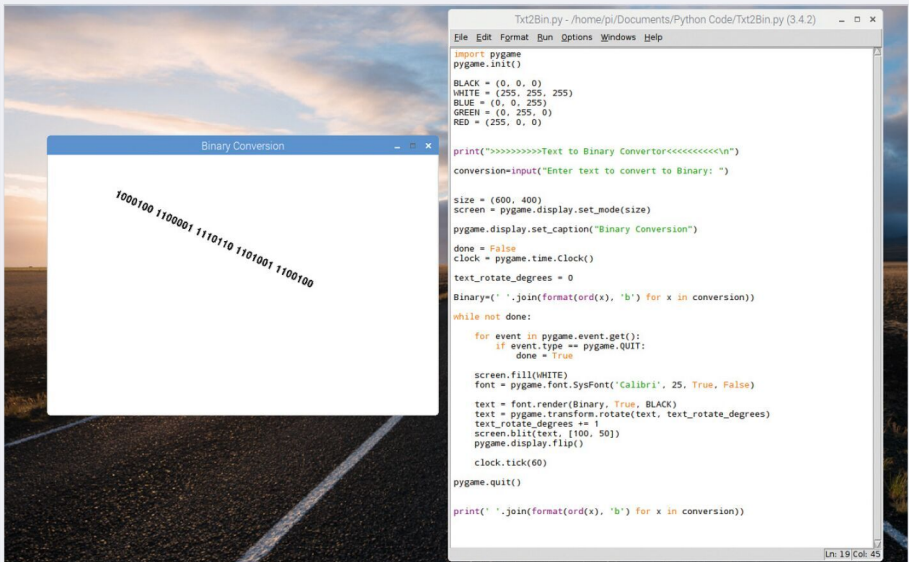 Binary Conversion
1000100 1100001 1110110 1101001 1100100
Txt2Bin.py - /home/pi/Documents/Python Code/Txt2Bin.py (3.4.2)
File Edit Format Run Options Windows Help
import pygame
pygame.init()
BLACK = (0, 0, 0)
WHITE = (255, 255, 255)
BLUE = (0, 0, 255)
GREEN = (0, 255, 0)
RED = (255, 0, 0)
print(">>>>>>>>>>Text to Binary Convertor<<<<<<<<<<\n")
conversion=input("Enter text to convert to Binary: ")
size = (600, 400)
screen = pygame.display.set_mode(size)
pygame.display.set_caption("Binary Conversion")
done = False
clock = pygame.time.Clock()
text_rotate_degrees = 0
Binary=(' '.join(format(ord(x), 'b') for x in conversion))
while not done:
    for event in pygame.event.get():
        if event.type == pygame.QUIT:
            done = True
    screen.fill(WHITE)
    font = pygame.font.SysFont('Calibri', 25, True, False)
    text = font.render(Binary, True, BLACK)
    text = pygame.transform.rotate(text, text_rotate_degrees)
    text_rotate_degrees += 1
    screen.blit(text, [100, 50])
    pygame.display.flip()
    clock.tick(60)
pygame.quit()
print(' '.join(format(ord(x), 'b') for x in conversion))
Ln: 19 Col: 45